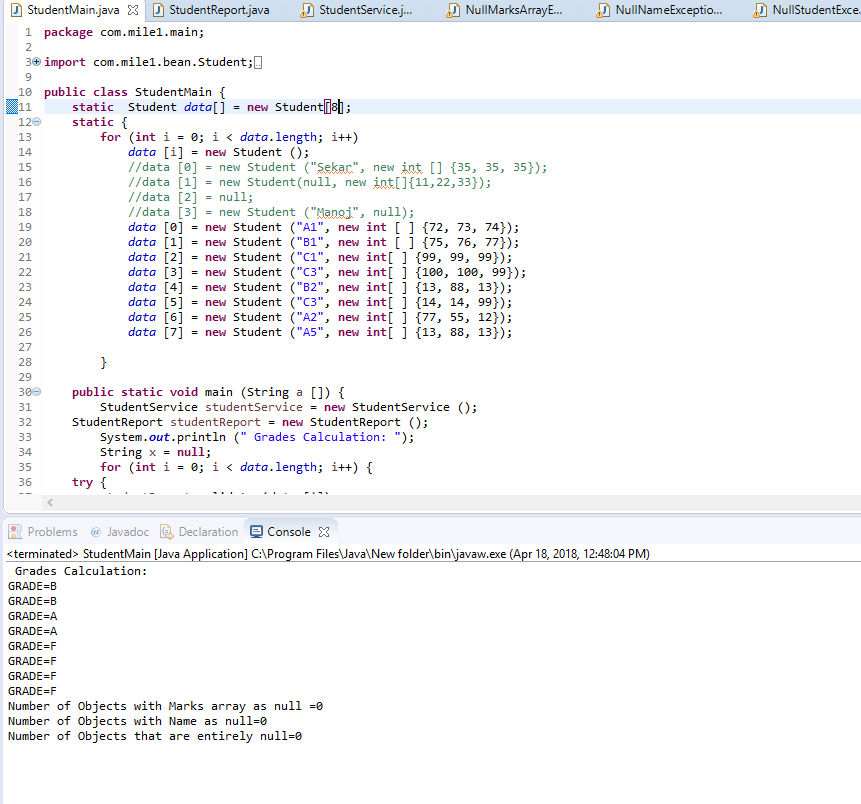 StudentMain.java StudentReport.java StudentService.j... NullMarksArrayE... NullNameExceptio... NullStudentExce.
1 package com.mile1.main;
2
3 import com.mile1.bean.Student;
9
10 public class StudentMain {
11 static  Student data[] = new Student[8];
12 static {
13 for (int i = 0; i < data.length; i++)
14 data [i] = new Student ();
15 //data [0] = new Student ("Sekar", new int [] {35, 35, 35});
16 //data [1] = new Student(null, new int[]{11,22,33});
17 //data [2] = null;
18 //data [3] = new Student ("Manoj", null);
19 data [0] = new Student ("A1", new int [ ] {72, 73, 74});
20 data [1] = new Student ("B1", new int [ ] {75, 76, 77});
21 data [2] = new Student ("C1", new int[ ] {99, 99, 99});
22 data [3] = new Student ("C3", new int[ ] {100, 100, 99});
23 data [4] = new Student ("B2", new int[ ] {13, 88, 13});
24 data [5] = new Student ("C3", new int[ ] {14, 14, 99});
25 data [6] = new Student ("A2", new int[ ] {77, 55, 12});
26 data [7] = new Student ("A5", new int[ ] {13, 88, 13});
27
28 }
29
30 public static void main (String a []) {
31 StudentService studentService = new StudentService ();
32 StudentReport studentReport = new StudentReport ();
33 System.out.println (" Grades Calculation: ");
34 String x = null;
35 for (int i = 0; i < data.length; i++) {
36 try {
Problems @ Javadoc Declaration Console
<terminated> StudentMain [Java Application] C:\Program Files\Java\New folder\bin\javaw.exe (Apr 18, 2018, 12:48:04 PM)
Grades Calculation:
GRADE=B
GRADE=B
GRADE=A
GRADE=A
GRADE=F
GRADE=F
GRADE=F
GRADE=F
Number of Objects with Marks array as null =0
Number of Objects with Name as null=0
Number of Objects that are entirely null=0